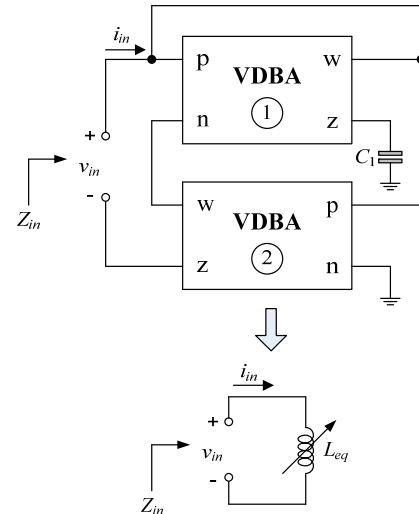 i_in
p
VDBA
w
n
1
z
+
v_in
-
C_1
Z_in
w
VDBA
p
2
z
n
i_in
+
v_in
L_eq
-
Z_in